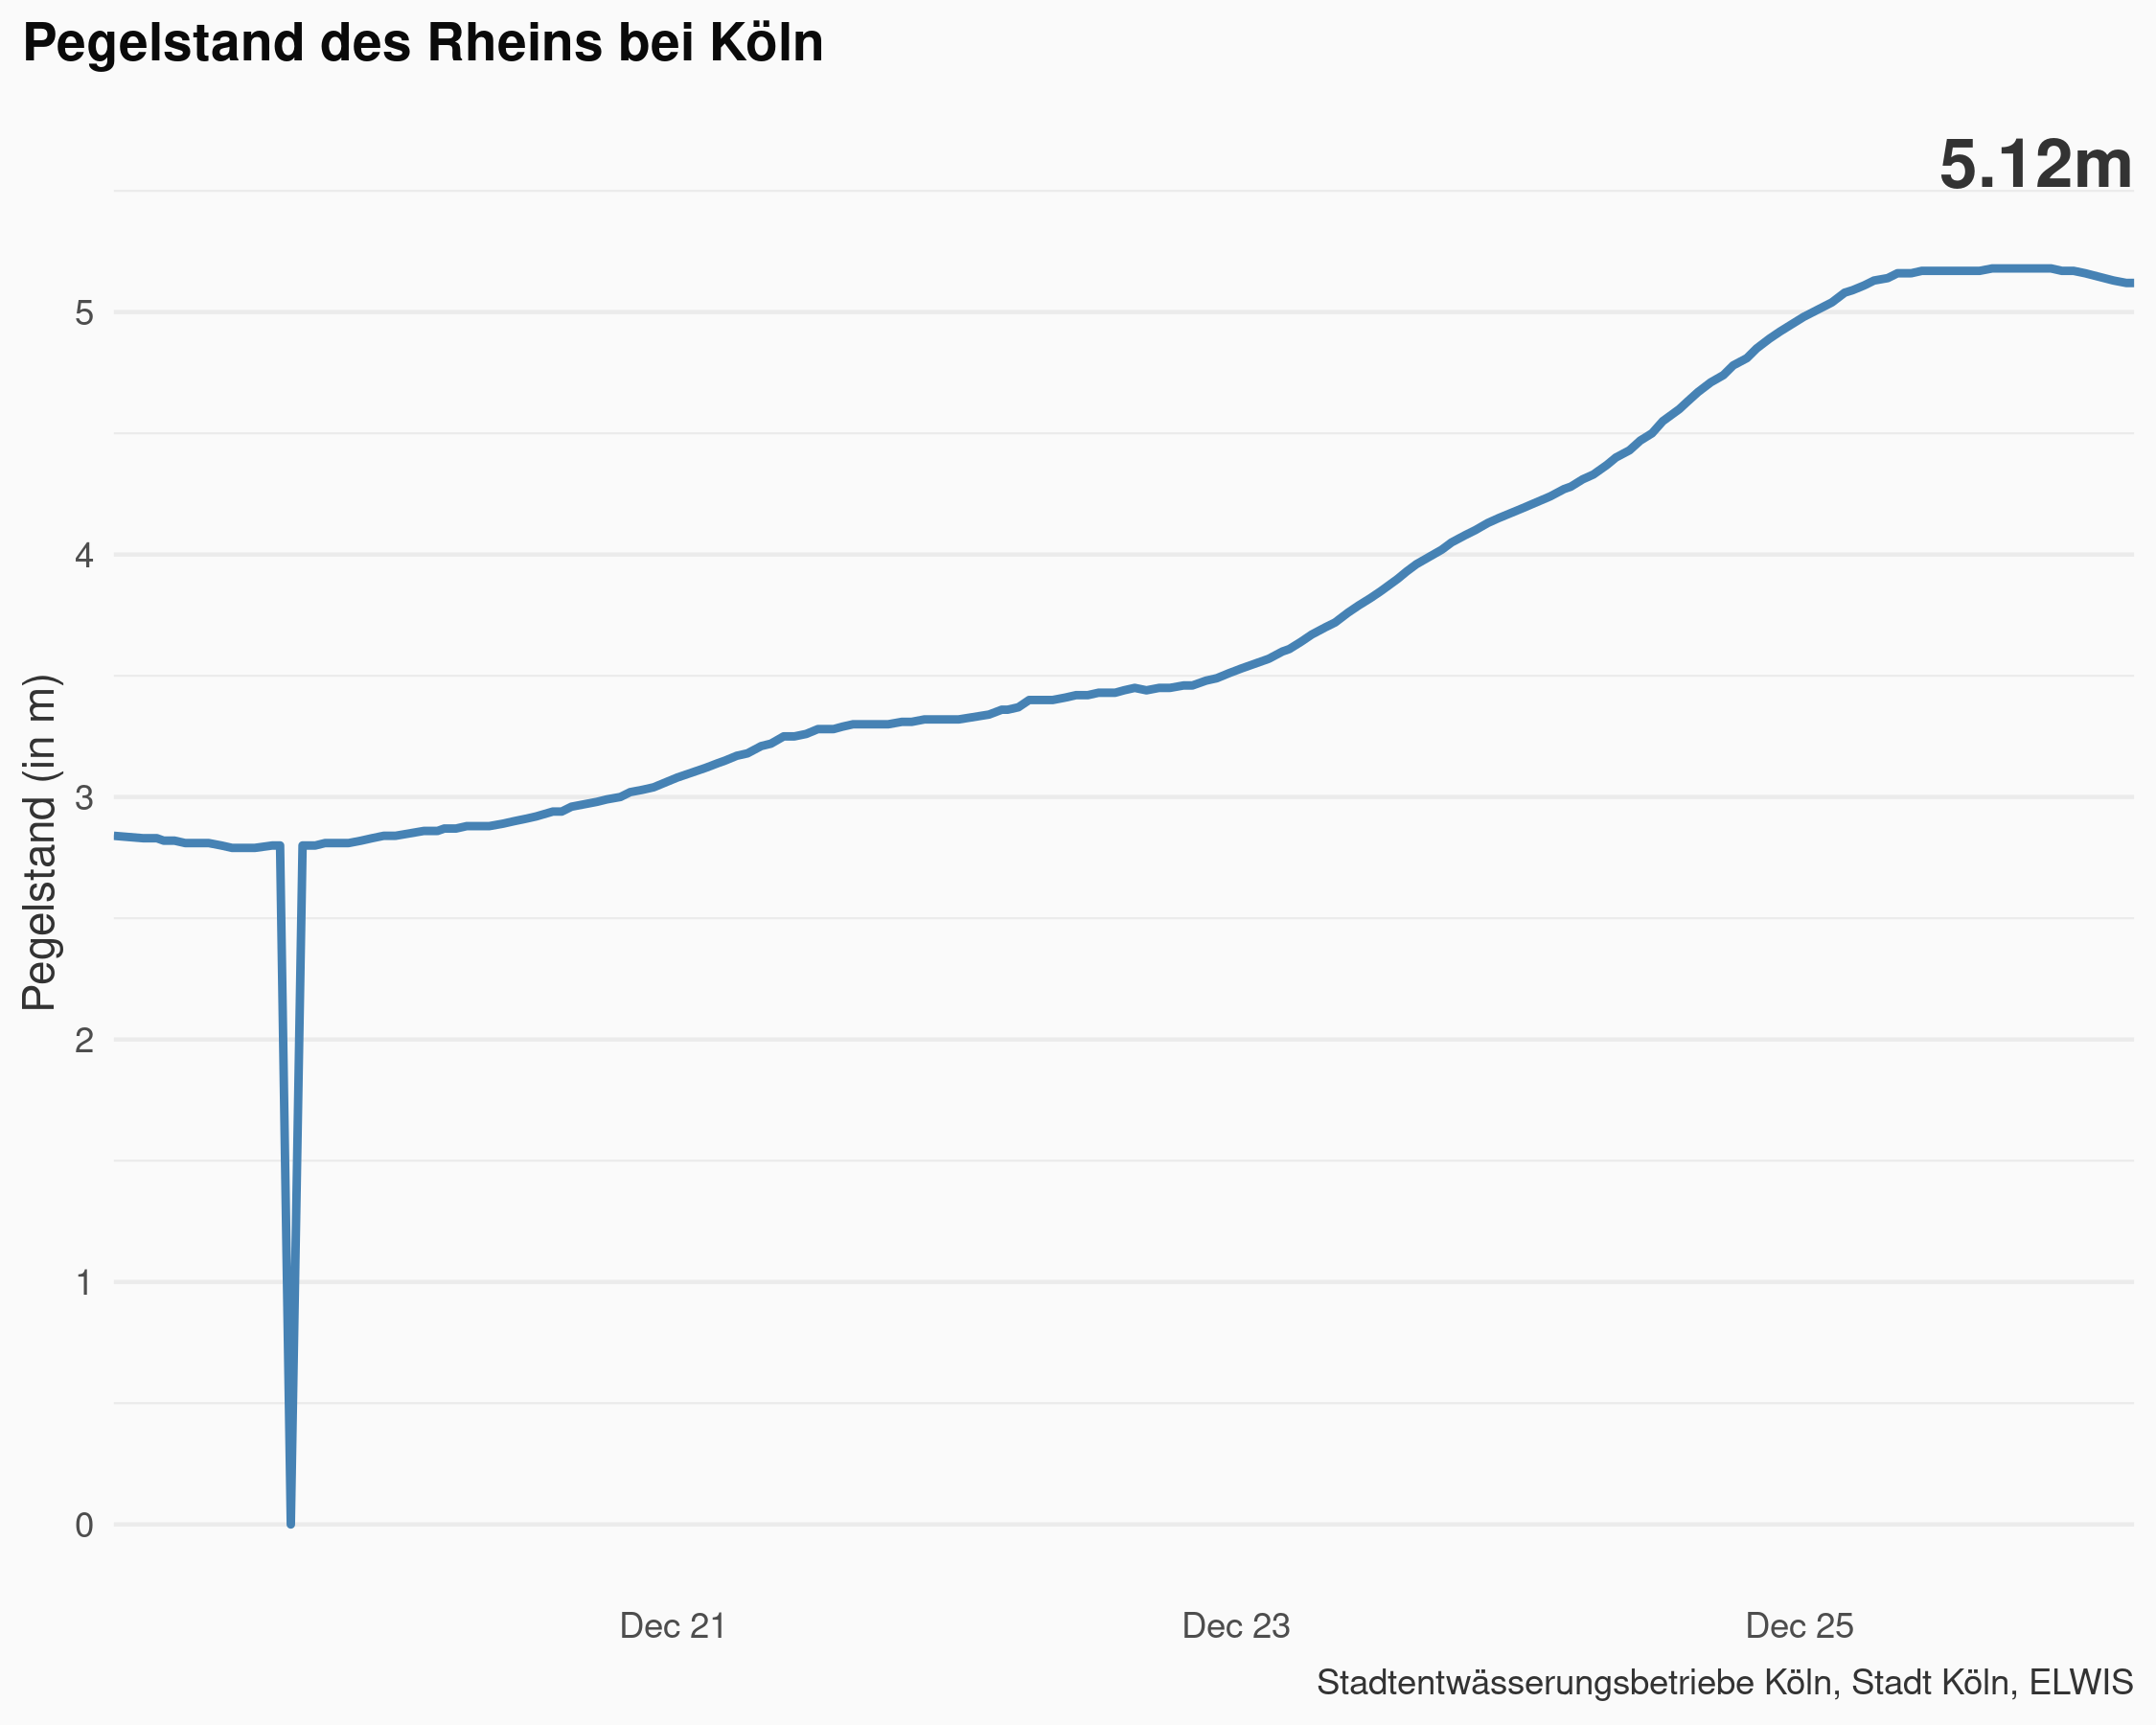 Pegelstand des Rheins bei Köln
5.12m
Pegelstand (in m)
5
4
3
2
1
0
Dec 21 Dec 23 Dec 25
Stadtentwässerungsbetriebe Köln, Stadt Köln, ELWIS